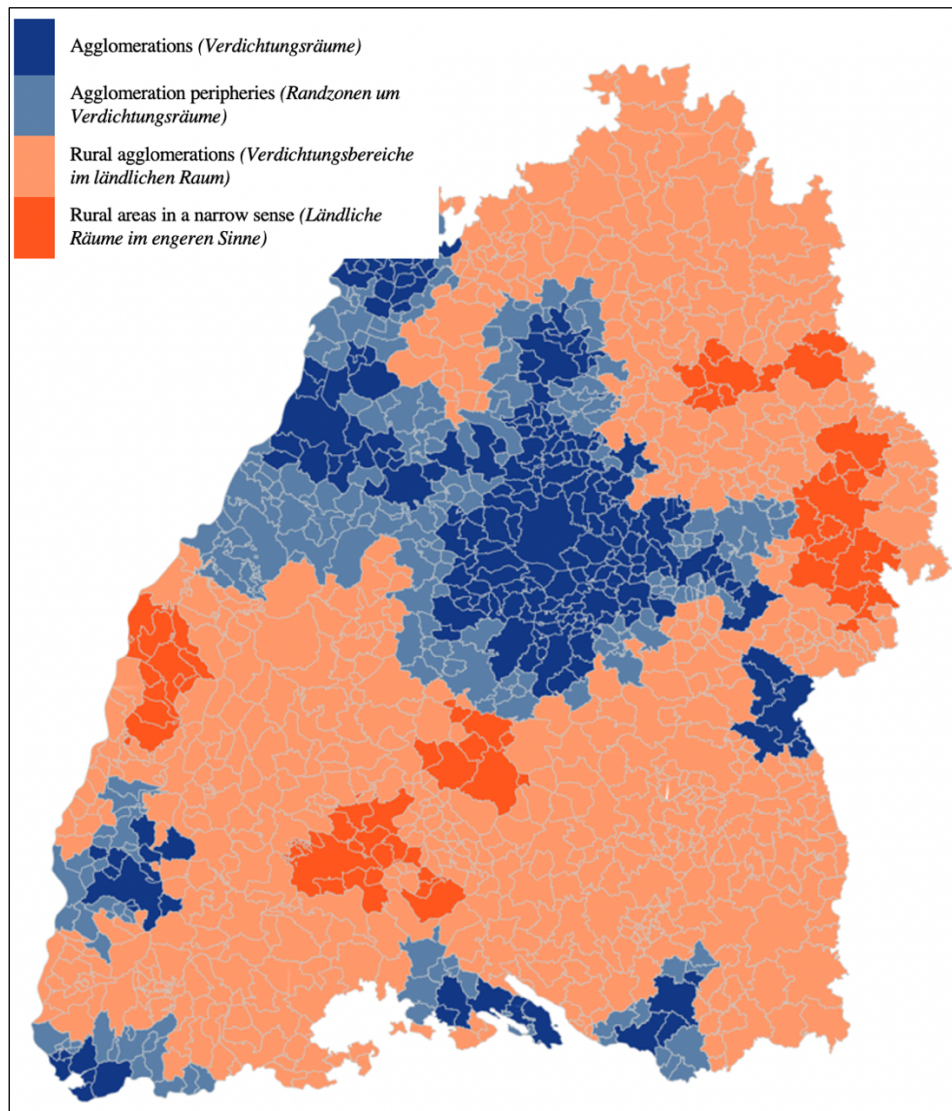 Agglomerations (Verdichtungsräume)
Agglomeration peripheries (Randzonen um
Verdichtungsräume)
Rural agglomerations (Verdichtungsbereiche
im ländlichen Raum)
Rural areas in a narrow sense (Ländliche
Räume im engeren Sinne)